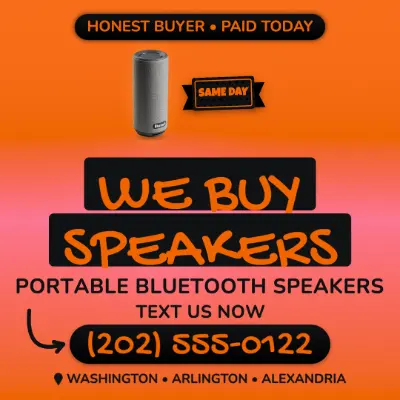 HONEST BUYER • PAID TODAY
SAME DAY
WE BUY
SPEAKERS
PORTABLE BLUETOOTH SPEAKERS
TEXT US NOW
(202) 555-0122
WASHINGTON • ARLINGTON • ALEXANDRIA